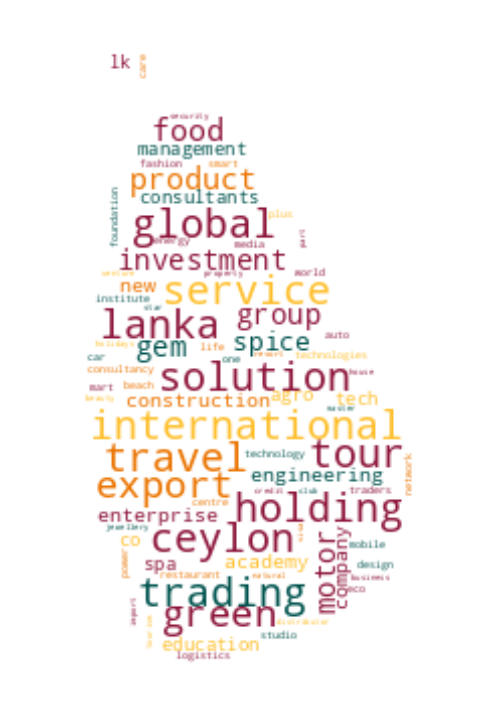 lk
care
security
food
management
fashion smart
product
consultants
foundation
global
plus
energy media
part
investment
venture property world
new service
institute
star
lanka group
auto
gem spice
holidays life
one resort technologies
car
consultancy solution house
mart beach
beauty construction agro tech
master
international
travel technology tour
network
export engineering
credit club traders
centre
enterprise holding
jewellery
co ceylon
visa
motor
company
mobile
power
spa academy
design
restaurant natural business
eco
trading
import
green
distributor
tourism
studio
education
logistics